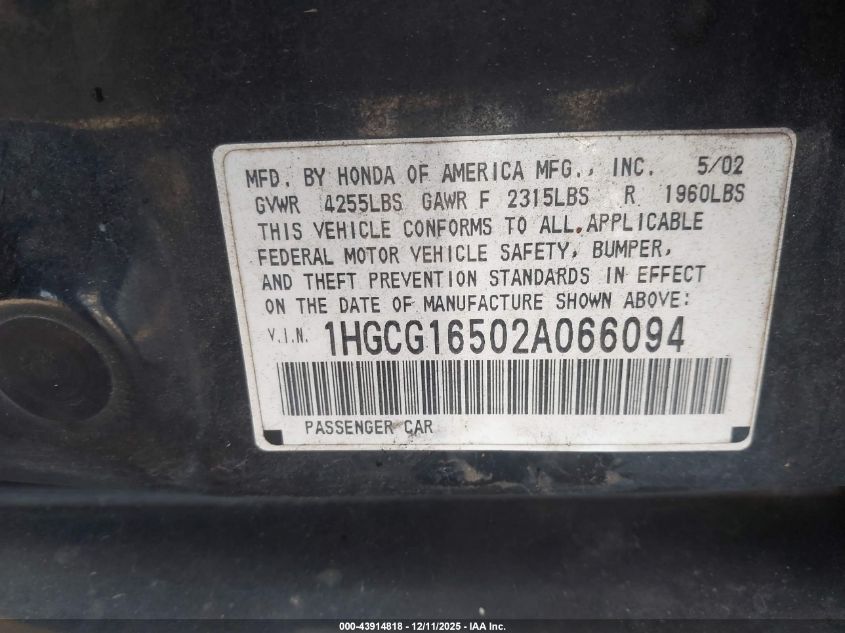 MFD. BY HONDA OF AMERICA MFG., INC. 5/02
GVWR 4255LBS GAWR F 2315LBS R 1960LBS
THIS VEHICLE CONFORMS TO ALL APPLICABLE
FEDERAL MOTOR VEHICLE SAFETY, BUMPER,
AND THEFT PREVENTION STANDARDS IN EFFECT
ON THE DATE OF MANUFACTURE SHOWN ABOVE:
V.I.N. 1HGCG16502A066094
PASSENGER CAR
000-43914818 - 12/11/2025 - IAA Inc.